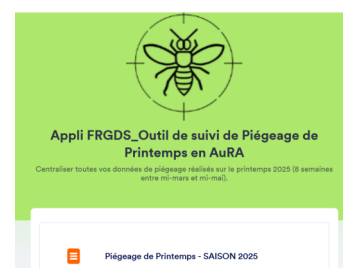 Appli FRGDS_Outil de suivi de Piégeage de
Printemps en AuRA
Centraliser toutes vos données de piégeage réalisés sur le printemps 2025 (8 semaines
entre mi-mars et mi-mai).
Piégeage de Printemps - SAISON 2025